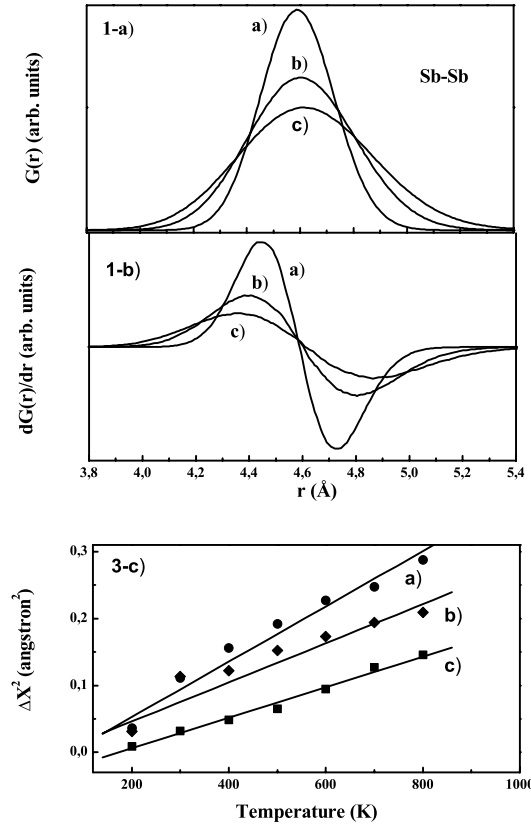 1-a)
a)
b)
Sb-Sb
c)
G(r) (arb. units)
1-b)
a)
b)
c)
dG(r)/dr (arb. units)
3,8 4,0 4,2 4,4 4,6 4,8 5,0 5,2 5,4
r (Å)
0,3
3-c)
a)
0,2
b)
0,1
c)
0,0
ΔX² (angstron²)
200 400 600 800 1000
Temperature (K)